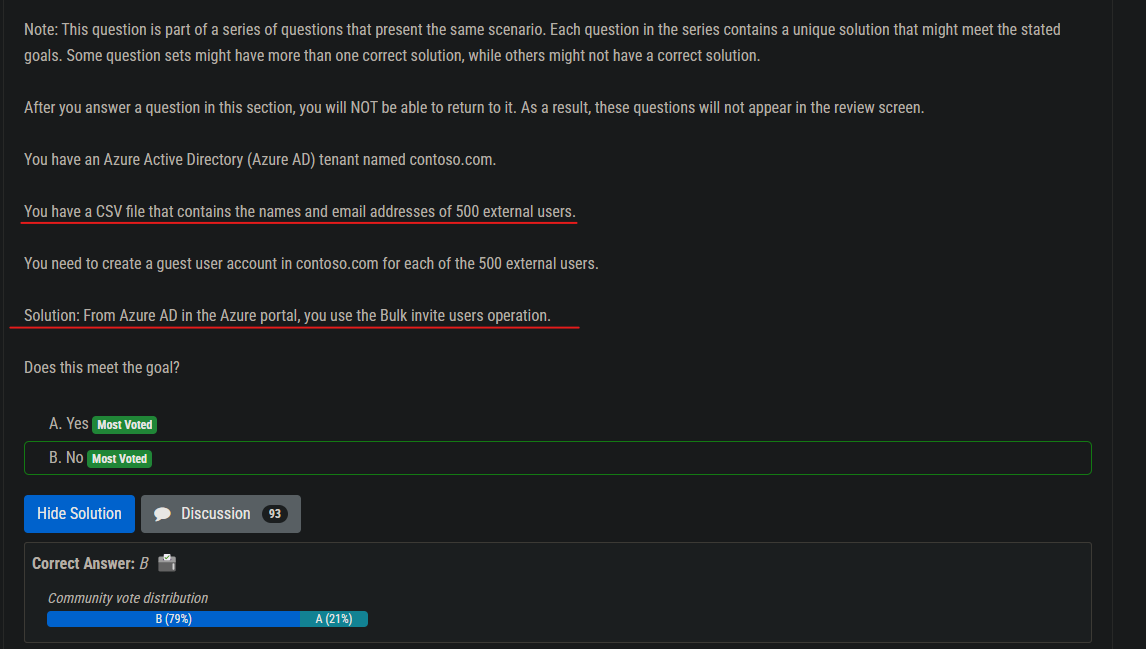 Note: This question is part of a series of questions that present the same scenario. Each question in the series contains a unique solution that might meet the stated
goals. Some question sets might have more than one correct solution, while others might not have a correct solution.
After you answer a question in this section, you will NOT be able to return to it. As a result, these questions will not appear in the review screen.
You have an Azure Active Directory (Azure AD) tenant named contoso.com.
You have a CSV file that contains the names and email addresses of 500 external users.
You need to create a guest user account in contoso.com for each of the 500 external users.
Solution: From Azure AD in the Azure portal, you use the Bulk invite users operation.
Does this meet the goal?
A. Yes Most Voted
B. No Most Voted
Hide Solution Discussion 93
Correct Answer: B
Community vote distribution
B (79%) A (21%)